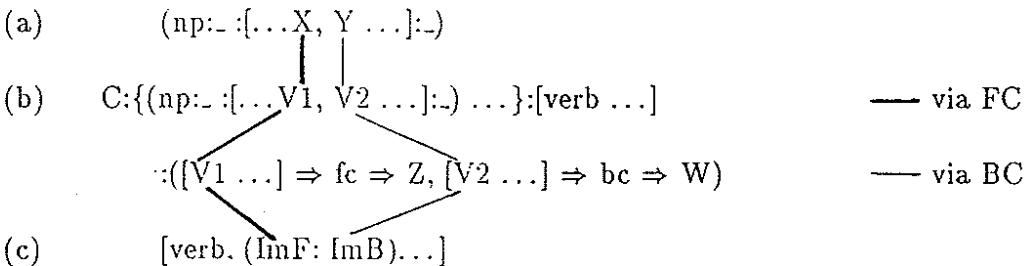 (a) (np:_ :[...X, Y ...]:_)
(b) C:{(np:_ :[...V1, V2 ...]:_) ...}:[verb ...] — via FC
:([V1 ...] ⇒ fc ⇒ Z, [V2 ...] ⇒ bc ⇒ W) — via BC
(c) [verb, (ImF: ImB)...]